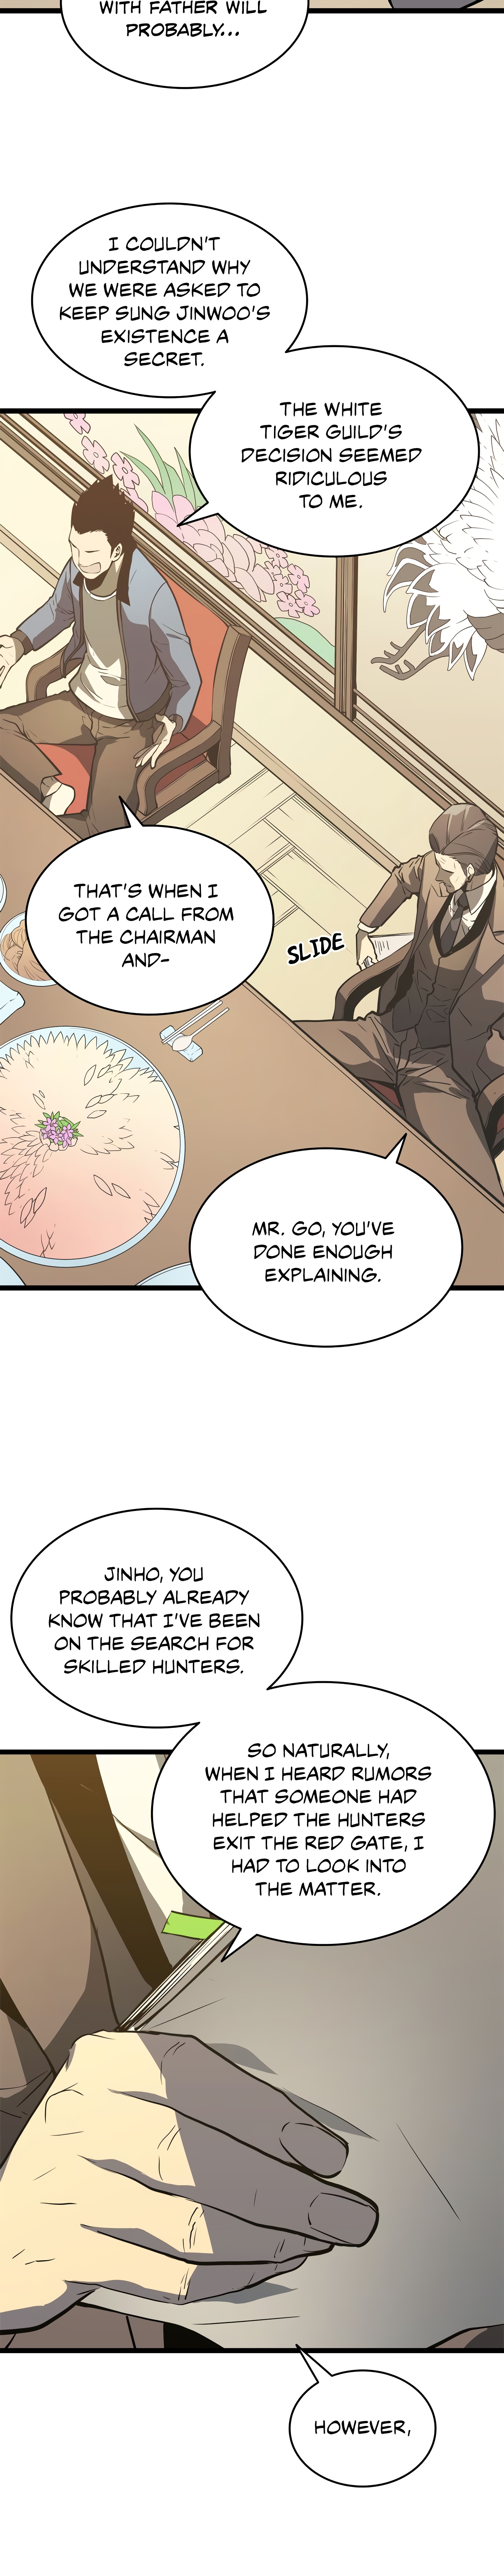 WITH FATHER WILL
PROBABLY...
I COULDN'T
UNDERSTAND WHY
WE WERE ASKED TO
KEEP SUNG JINWOO'S
EXISTENCE A
SECRET.
THE WHITE
TIGER GUILD'S
DECISION SEEMED
RIDICULOUS
TO ME.
THAT'S WHEN I
GOT A CALL FROM
THE CHAIRMAN
AND-
SLIDE
MR. GO, YOU'VE
DONE ENOUGH
EXPLAINING.
JINHO, YOU
PROBABLY ALREADY
KNOW THAT I'VE BEEN
ON THE SEARCH FOR
SKILLED HUNTERS.
SO NATURALLY,
WHEN I HEARD RUMORS
THAT SOMEONE HAD
HELPED THE HUNTERS
EXIT THE RED GATE, I
HAD TO LOOK INTO
THE MATTER.
HOWEVER,